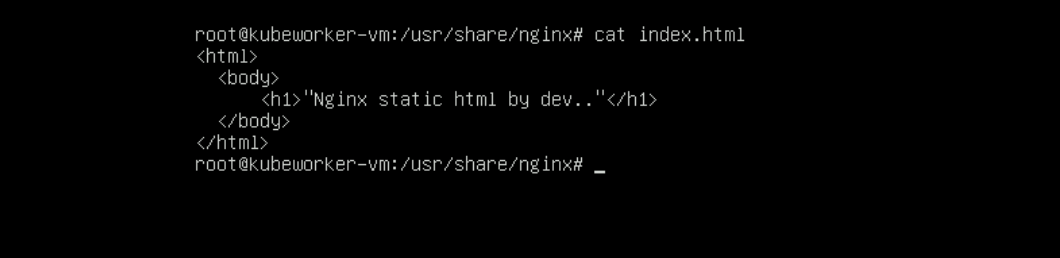 root@kubeworker-vm:/usr/share/nginx# cat index.html
<html>
  <body>
      <h1>"Nginx static html by dev.."</h1>
  </body>
</html>
root@kubeworker-vm:/usr/share/nginx# _